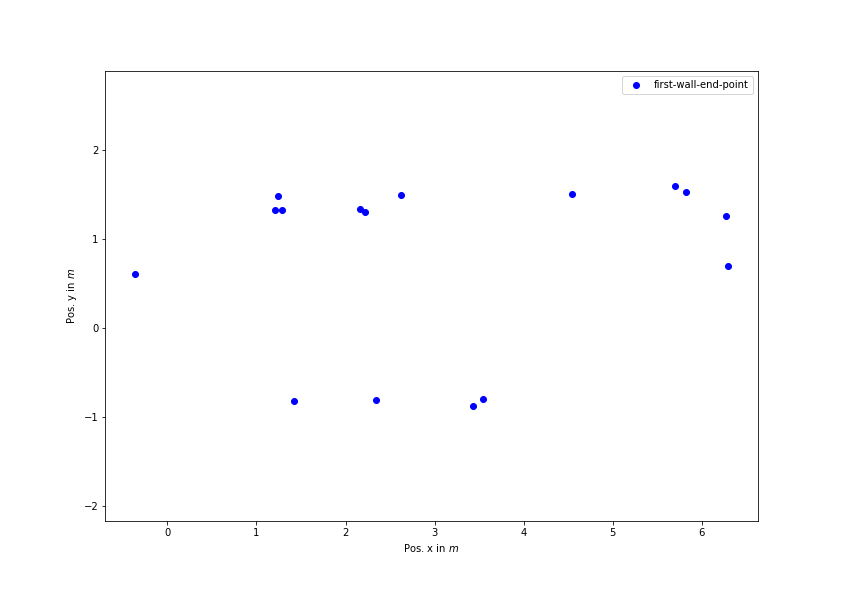 first-wall-end-point
2
1
0
−1
−2
Pos. y in m
0 1 2 3 4 5 6
Pos. x in m